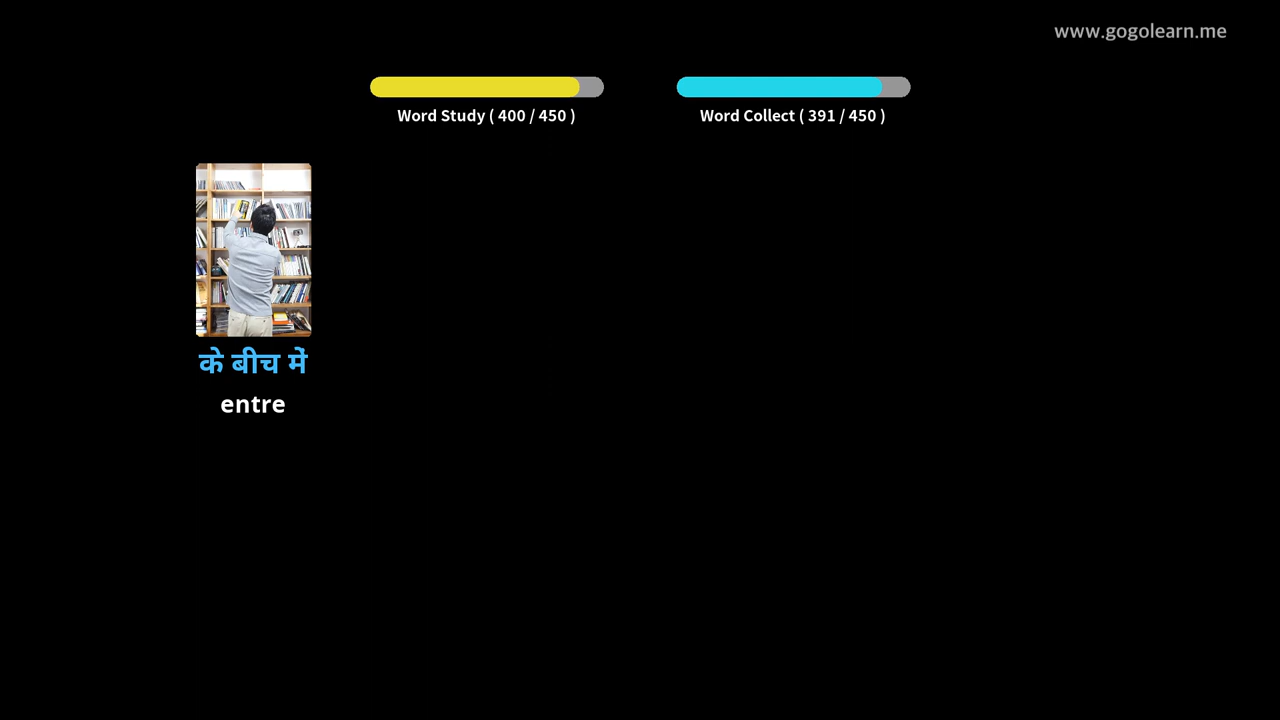 www.gogolearn.me
Word Study ( 400 / 450 )
Word Collect ( 391 / 450 )
के बीच में
entre